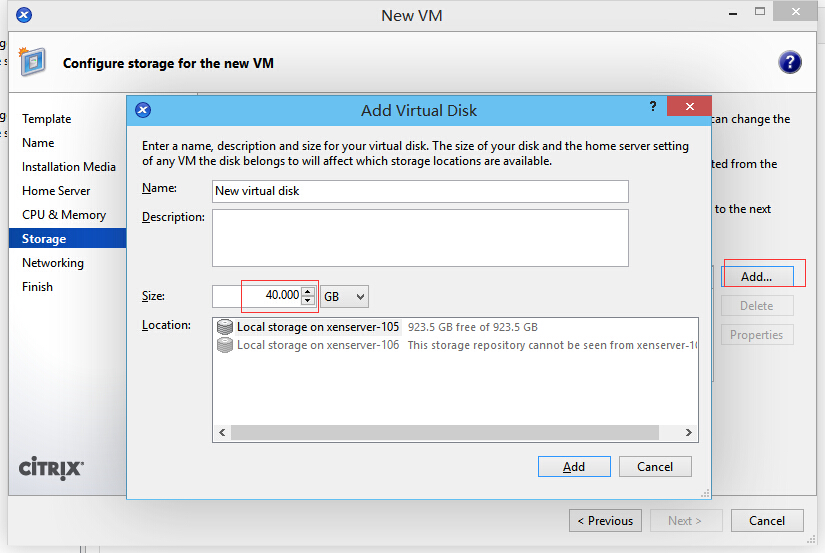 New VM
Configure storage for the new VM
?
Template
Name
Installation Media
Home Server
CPU & Memory
Storage
Networking
Finish
can change the
ted from the
to the next
Add...
Delete
Properties
Add Virtual Disk
?
Enter a name, description and size for your virtual disk. The size of your disk and the home server setting
of any VM the disk belongs to will affect which storage locations are available.
Name: New virtual disk
Description:
Size: 40.000 GB
Location:
Local storage on xenserver-105 923.5 GB free of 923.5 GB
Local storage on xenserver-106 This storage repository cannot be seen from xenserver-10
Add Cancel
CITRIX
< Previous Next > Cancel